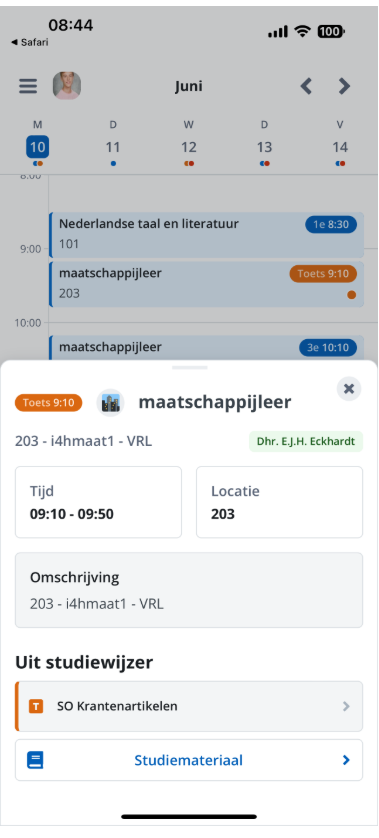 08:44
100
◀ Safari
Juni
M D W D V
10 11 12 13 14
8:00
Nederlandse taal en literatuur 1e 8:30
101
9:00
maatschappijleer Toets 9:10
203
10:00
maatschappijleer 3e 10:10
Toets 9:10 maatschappijleer
203 - i4hmaat1 - VRL Dhr. E.J.H. Eckhardt
Tijd Locatie
09:10 - 09:50 203
Omschrijving
203 - i4hmaat1 - VRL
Uit studiewijzer
T SO Krantenartikelen
Studiemateriaal